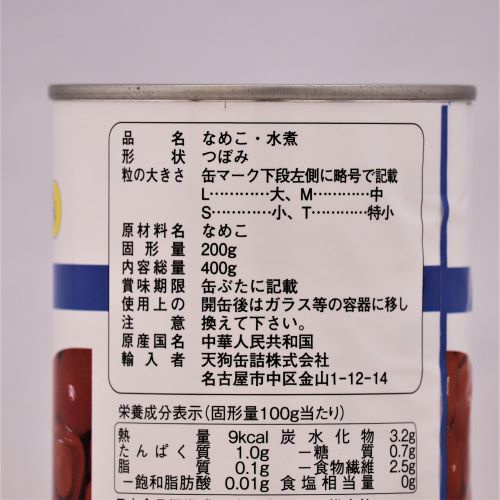 品名 なめこ・水煮
形状 つぼみ
粒の大きさ 缶マーク下段左側に略号で記載
L…………大、M…………中
S…………小、T…………特小
原材料名 なめこ
固形量 200g
内容総量 400g
賞味期限 缶ぶたに記載
使用上の 開缶後はガラス等の容器に移し
注意 換えて下さい。
原産国名 中華人民共和国
輸入者 天狗缶詰株式会社
名古屋市中区金山1-12-14
栄養成分表示(固形量100g当たり)
熱量 9kcal 炭水化物 3.2g
たんぱく質 1.0g ー糖質 0.7g
脂質 0.1g ー食物繊維 2.5g
ー飽和脂肪酸 0.01g 食塩相当量 0g